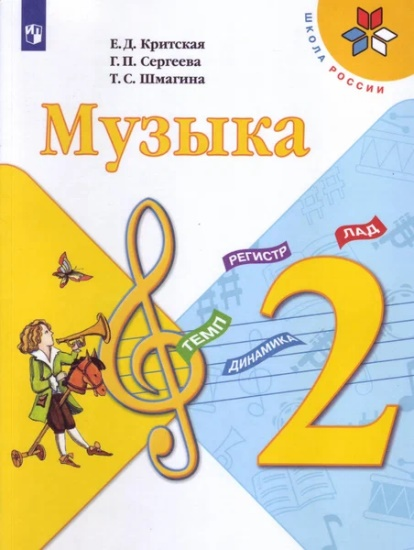 Е.Д. Критская
Г.П. Сергеева
Т.С. Шмагина
ШКОЛА РОССИИ
Музыка
РЕГИСТР
ЛАД
ТЕМП
ДИНАМИКА
2